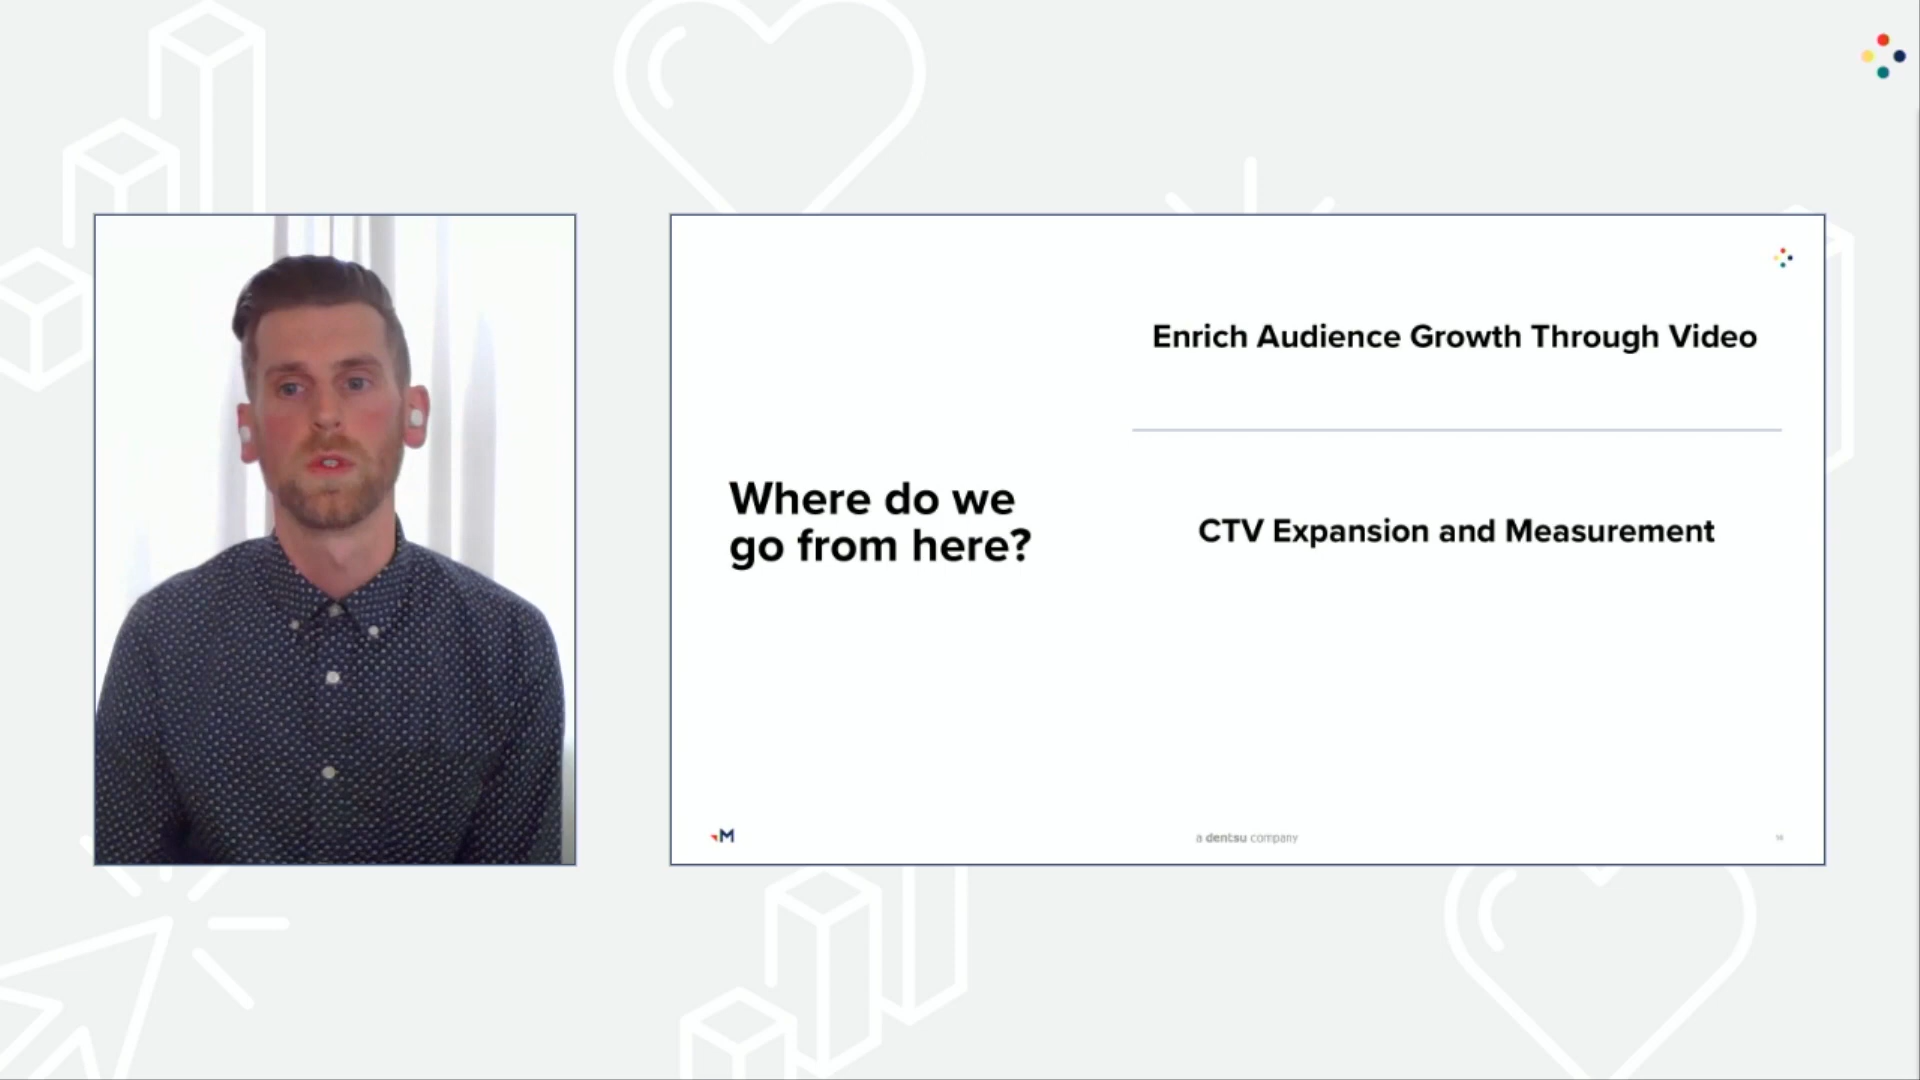 Enrich Audience Growth Through Video
Where do we
go from here?
CTV Expansion and Measurement
M
a dentsu company